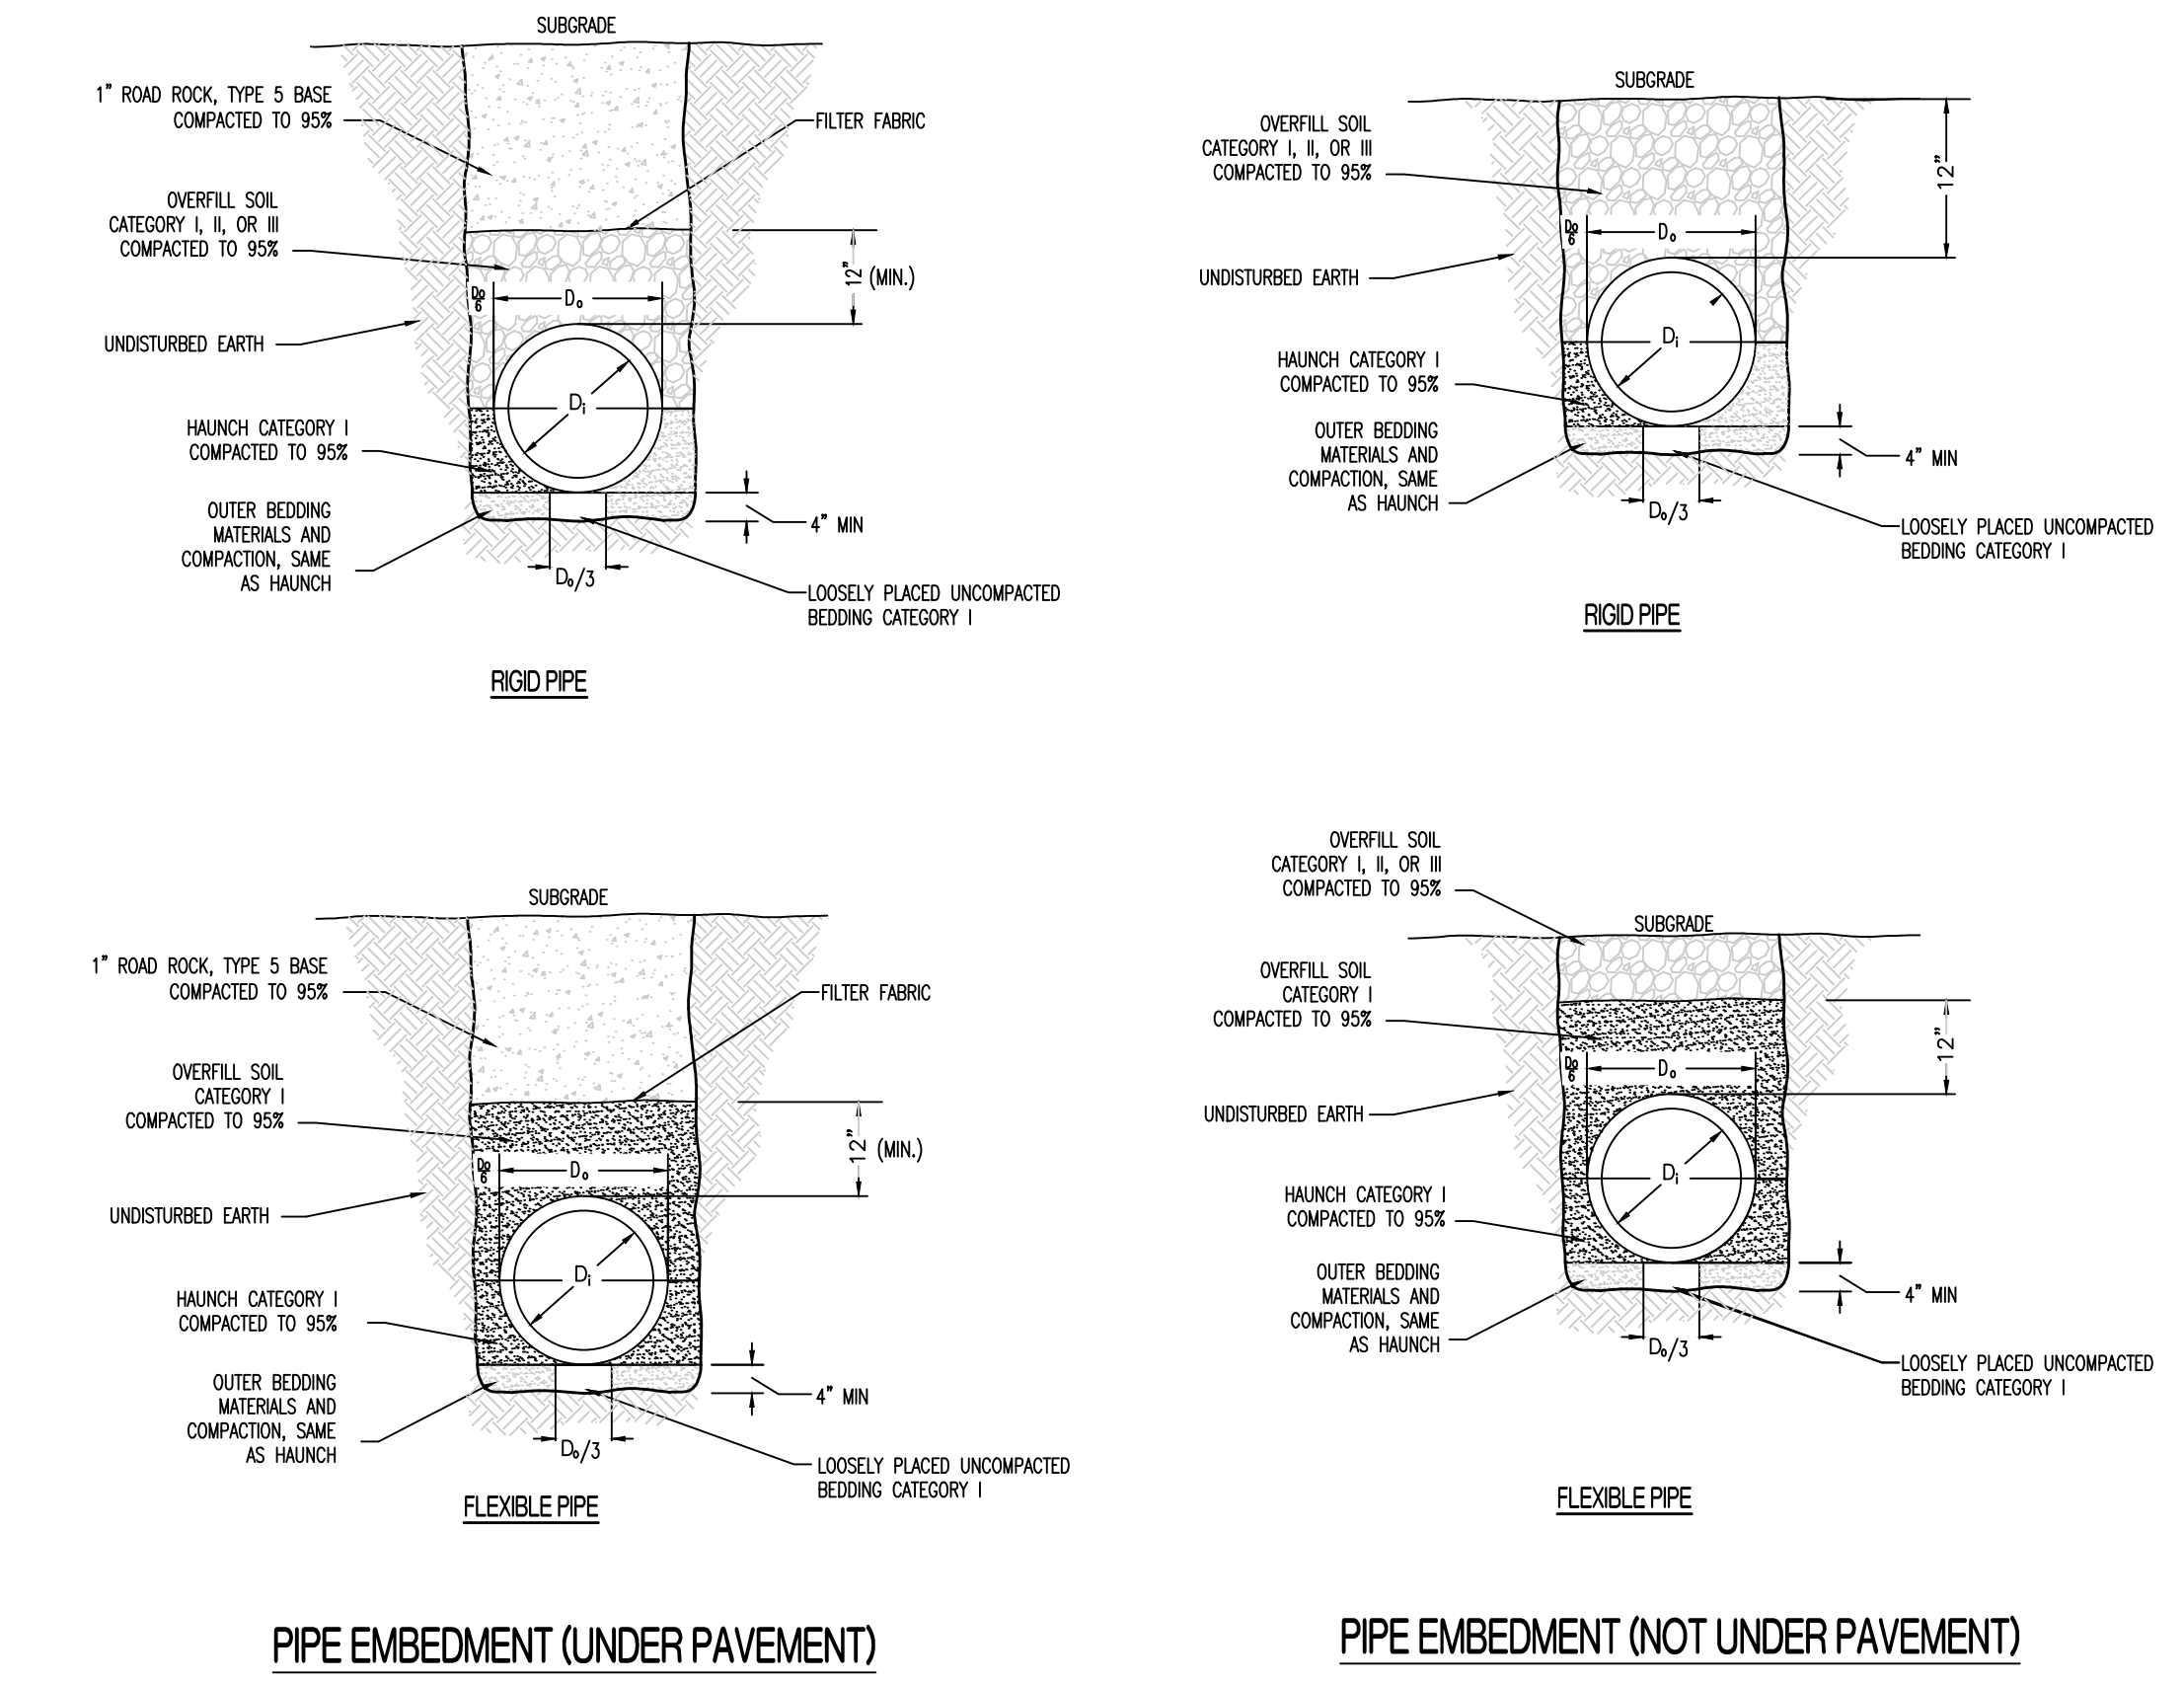 SUBGRADE
1" ROAD ROCK, TYPE 5 BASE
COMPACTED TO 95%
FILTER FABRIC
OVERFILL SOIL
CATEGORY I, II, OR III
COMPACTED TO 95%
12" (MIN.)
Do/6
Do
UNDISTURBED EARTH
Di
HAUNCH CATEGORY I
COMPACTED TO 95%
OUTER BEDDING
MATERIALS AND
COMPACTION, SAME
AS HAUNCH
4" MIN
Do/3
LOOSELY PLACED UNCOMPACTED
BEDDING CATEGORY I
RIGID PIPE
SUBGRADE
OVERFILL SOIL
CATEGORY I, II, OR III
COMPACTED TO 95%
12"
Do/6
Do
UNDISTURBED EARTH
Di
HAUNCH CATEGORY I
COMPACTED TO 95%
OUTER BEDDING
MATERIALS AND
COMPACTION, SAME
AS HAUNCH
4" MIN
Do/3
LOOSELY PLACED UNCOMPACTED
BEDDING CATEGORY I
RIGID PIPE
SUBGRADE
1" ROAD ROCK, TYPE 5 BASE
COMPACTED TO 95%
FILTER FABRIC
OVERFILL SOIL
CATEGORY I
COMPACTED TO 95%
12" (MIN.)
Do/6
Do
UNDISTURBED EARTH
Di
HAUNCH CATEGORY I
COMPACTED TO 95%
OUTER BEDDING
MATERIALS AND
COMPACTION, SAME
AS HAUNCH
4" MIN
Do/3
LOOSELY PLACED UNCOMPACTED
BEDDING CATEGORY I
FLEXIBLE PIPE
PIPE EMBEDMENT (UNDER PAVEMENT)
OVERFILL SOIL
CATEGORY I, II, OR III
COMPACTED TO 95%
SUBGRADE
OVERFILL SOIL
CATEGORY I
COMPACTED TO 95%
12"
Do/6
Do
UNDISTURBED EARTH
Di
HAUNCH CATEGORY I
COMPACTED TO 95%
OUTER BEDDING
MATERIALS AND
COMPACTION, SAME
AS HAUNCH
4" MIN
Do/3
LOOSELY PLACED UNCOMPACTED
BEDDING CATEGORY I
FLEXIBLE PIPE
PIPE EMBEDMENT (NOT UNDER PAVEMENT)